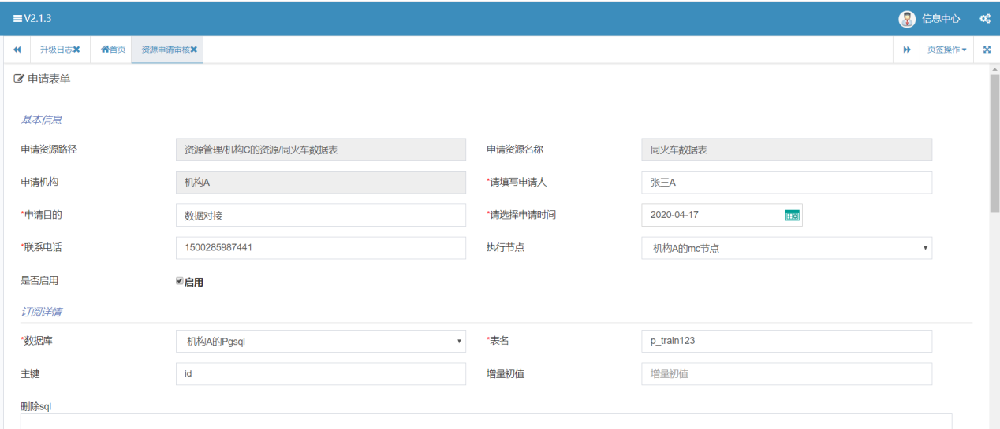 V2.1.3 信息中心
升级日志 首页 资源申请审核 页签操作
申请表单
基本信息
申请资源路径 资源管理/机构C的资源/同火车数据表 申请资源名称 同火车数据表
申请机构 机构A *请填写申请人 张三A
*申请目的 数据对接 *请选择申请时间 2020-04-17
*联系电话 1500285987441 执行节点 机构A的mc节点
是否启用 启用
订阅详情
*数据库 机构A的Pgsql *表名 p_train123
主键 id 增量初值 增量初值
删除sql